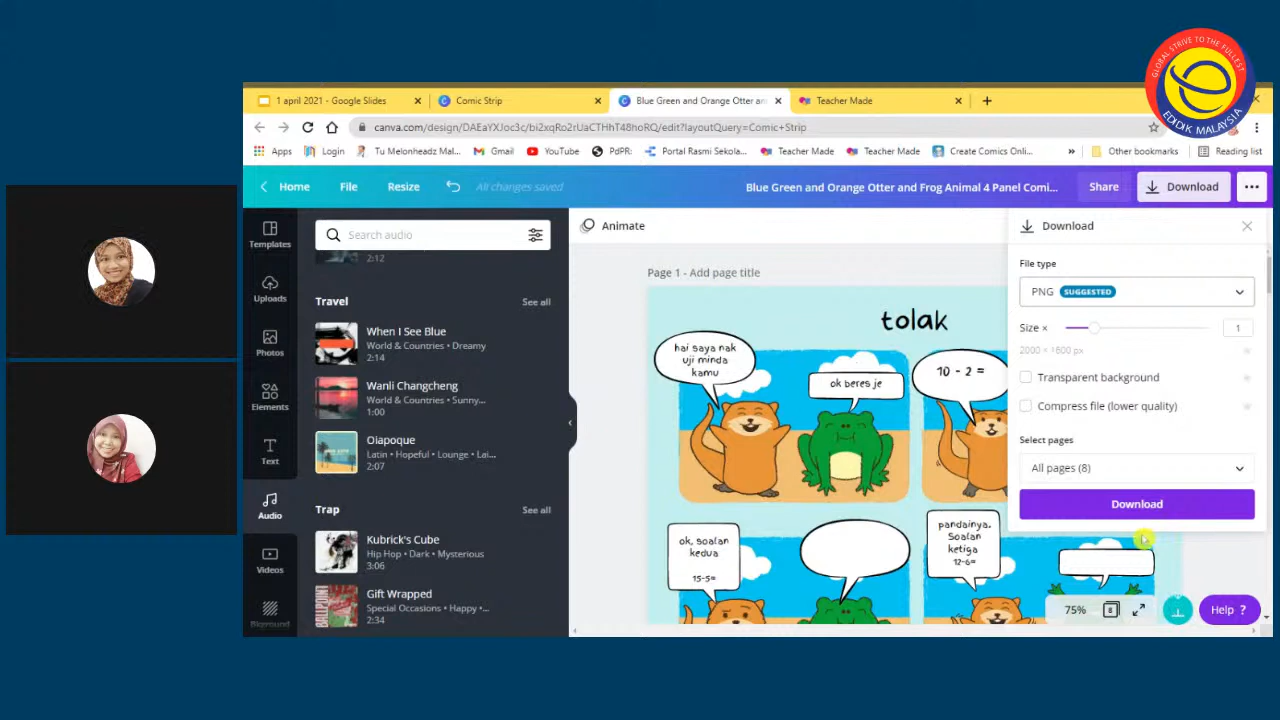 GLOBAL STRIVE TO THE FULLEST
EDIDIK MALAYSIA
1 april 2021 - Google Slides
Comic Strip
Blue Green and Orange Otter an
Teacher Made
canva.com/design/DAEaYXJoc3c/bi2xqRo2rUaCTHhT48hoRQ/edit?layoutQuery=Comic+Strip
Apps
Login
Tu Melonheadz Mal...
Gmail
YouTube
PdPR:
Portal Rasmi Sekola...
Teacher Made
Teacher Made
Create Comics Onli...
»
Other bookmarks
Reading list
Home
File
Resize
All changes saved
Blue Green and Orange Otter and Frog Animal 4 Panel Comi...
Share
Download
Templates
Uploads
Photos
Elements
Text
Audio
Videos
Search audio
2:12
Travel
See all
When I See Blue
World & Countries • Dreamy
2:14
Wanli Changcheng
World & Countries • Sunny...
1:00
Oiapoque
Latin • Hopeful • Lounge • Lai...
2:07
Trap
See all
Kubrick's Cube
Hip Hop • Dark • Mysterious
3:06
Gift Wrapped
Special Occasions • Happy •...
2:34
Animate
Page 1 - Add page title
tolak
hai saya nak
uji minda
kamu
ok beres je
10 - 2 =
ok, soalan
kedua
15-5=
pandainya.
Soalan
ketiga
12-6=
Download
File type
PNG SUGGESTED
Size ×
1
2000 × 1600 px
Transparent background
Compress file (lower quality)
Select pages
All pages (8)
Download
75%
8
Help ?